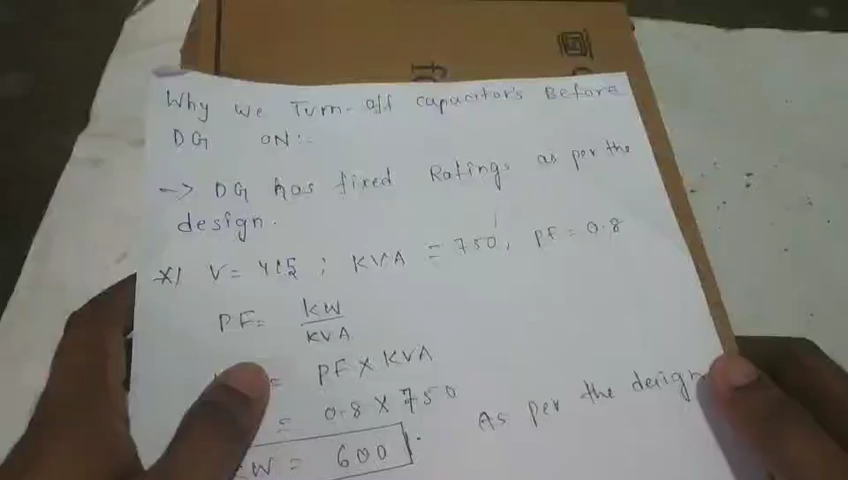 Why we Turn-off capacitor's Before
DG ON:-
-> DG has fixed Ratings as per the
design.
V = 415 ; KVA = 750, PF = 0.8
PF = KW
KVA
= PF X KVA
= 0.8 X 750
W = 600 . As per the design